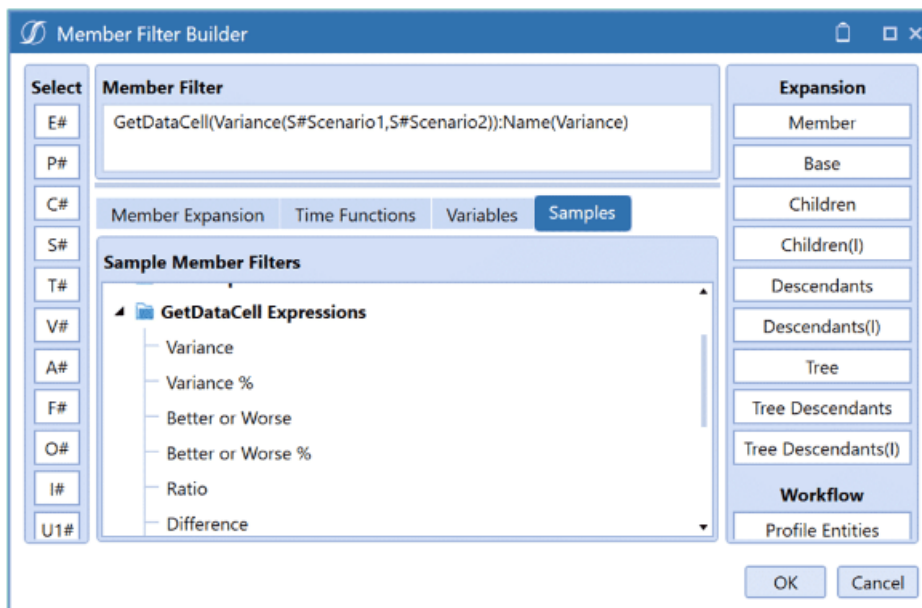 Member Filter Builder
Select
E#
P#
C#
S#
T#
V#
A#
F#
O#
I#
U1#
Member Filter
GetDataCell(Variance(S#Scenario1,S#Scenario2)):Name(Variance)
Member Expansion
Time Functions
Variables
Samples
Sample Member Filters
GetDataCell Expressions
Variance
Variance %
Better or Worse
Better or Worse %
Ratio
Difference
Expansion
Member
Base
Children
Children(I)
Descendants
Descendants(I)
Tree
Tree Descendants
Tree Descendants(I)
Workflow
Profile Entities
OK
Cancel